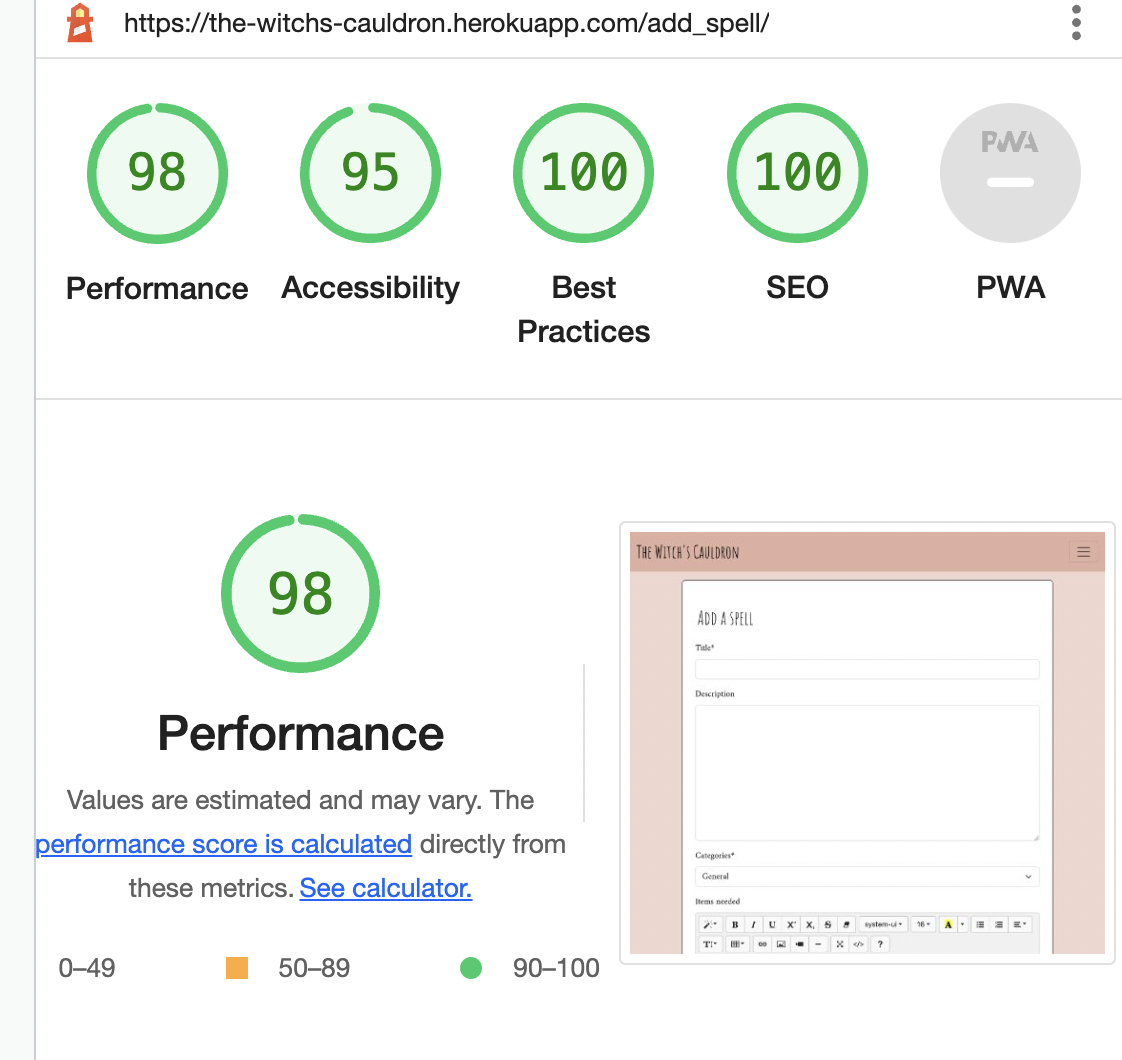 https://the-witchs-cauldron.herokuapp.com/add_spell/
98
95
100
100
PWA
Performance
Accessibility
Best
Practices
SEO
PWA
98
Performance
Values are estimated and may vary. The
performance score is calculated directly from
these metrics. See calculator.
0–49
50–89
90–100
The Witch's Cauldron
Add a spell
Title*
Description
Categories*
General
Items needed
B I U X² X₂ S system-ui 16 A
T! </> ?